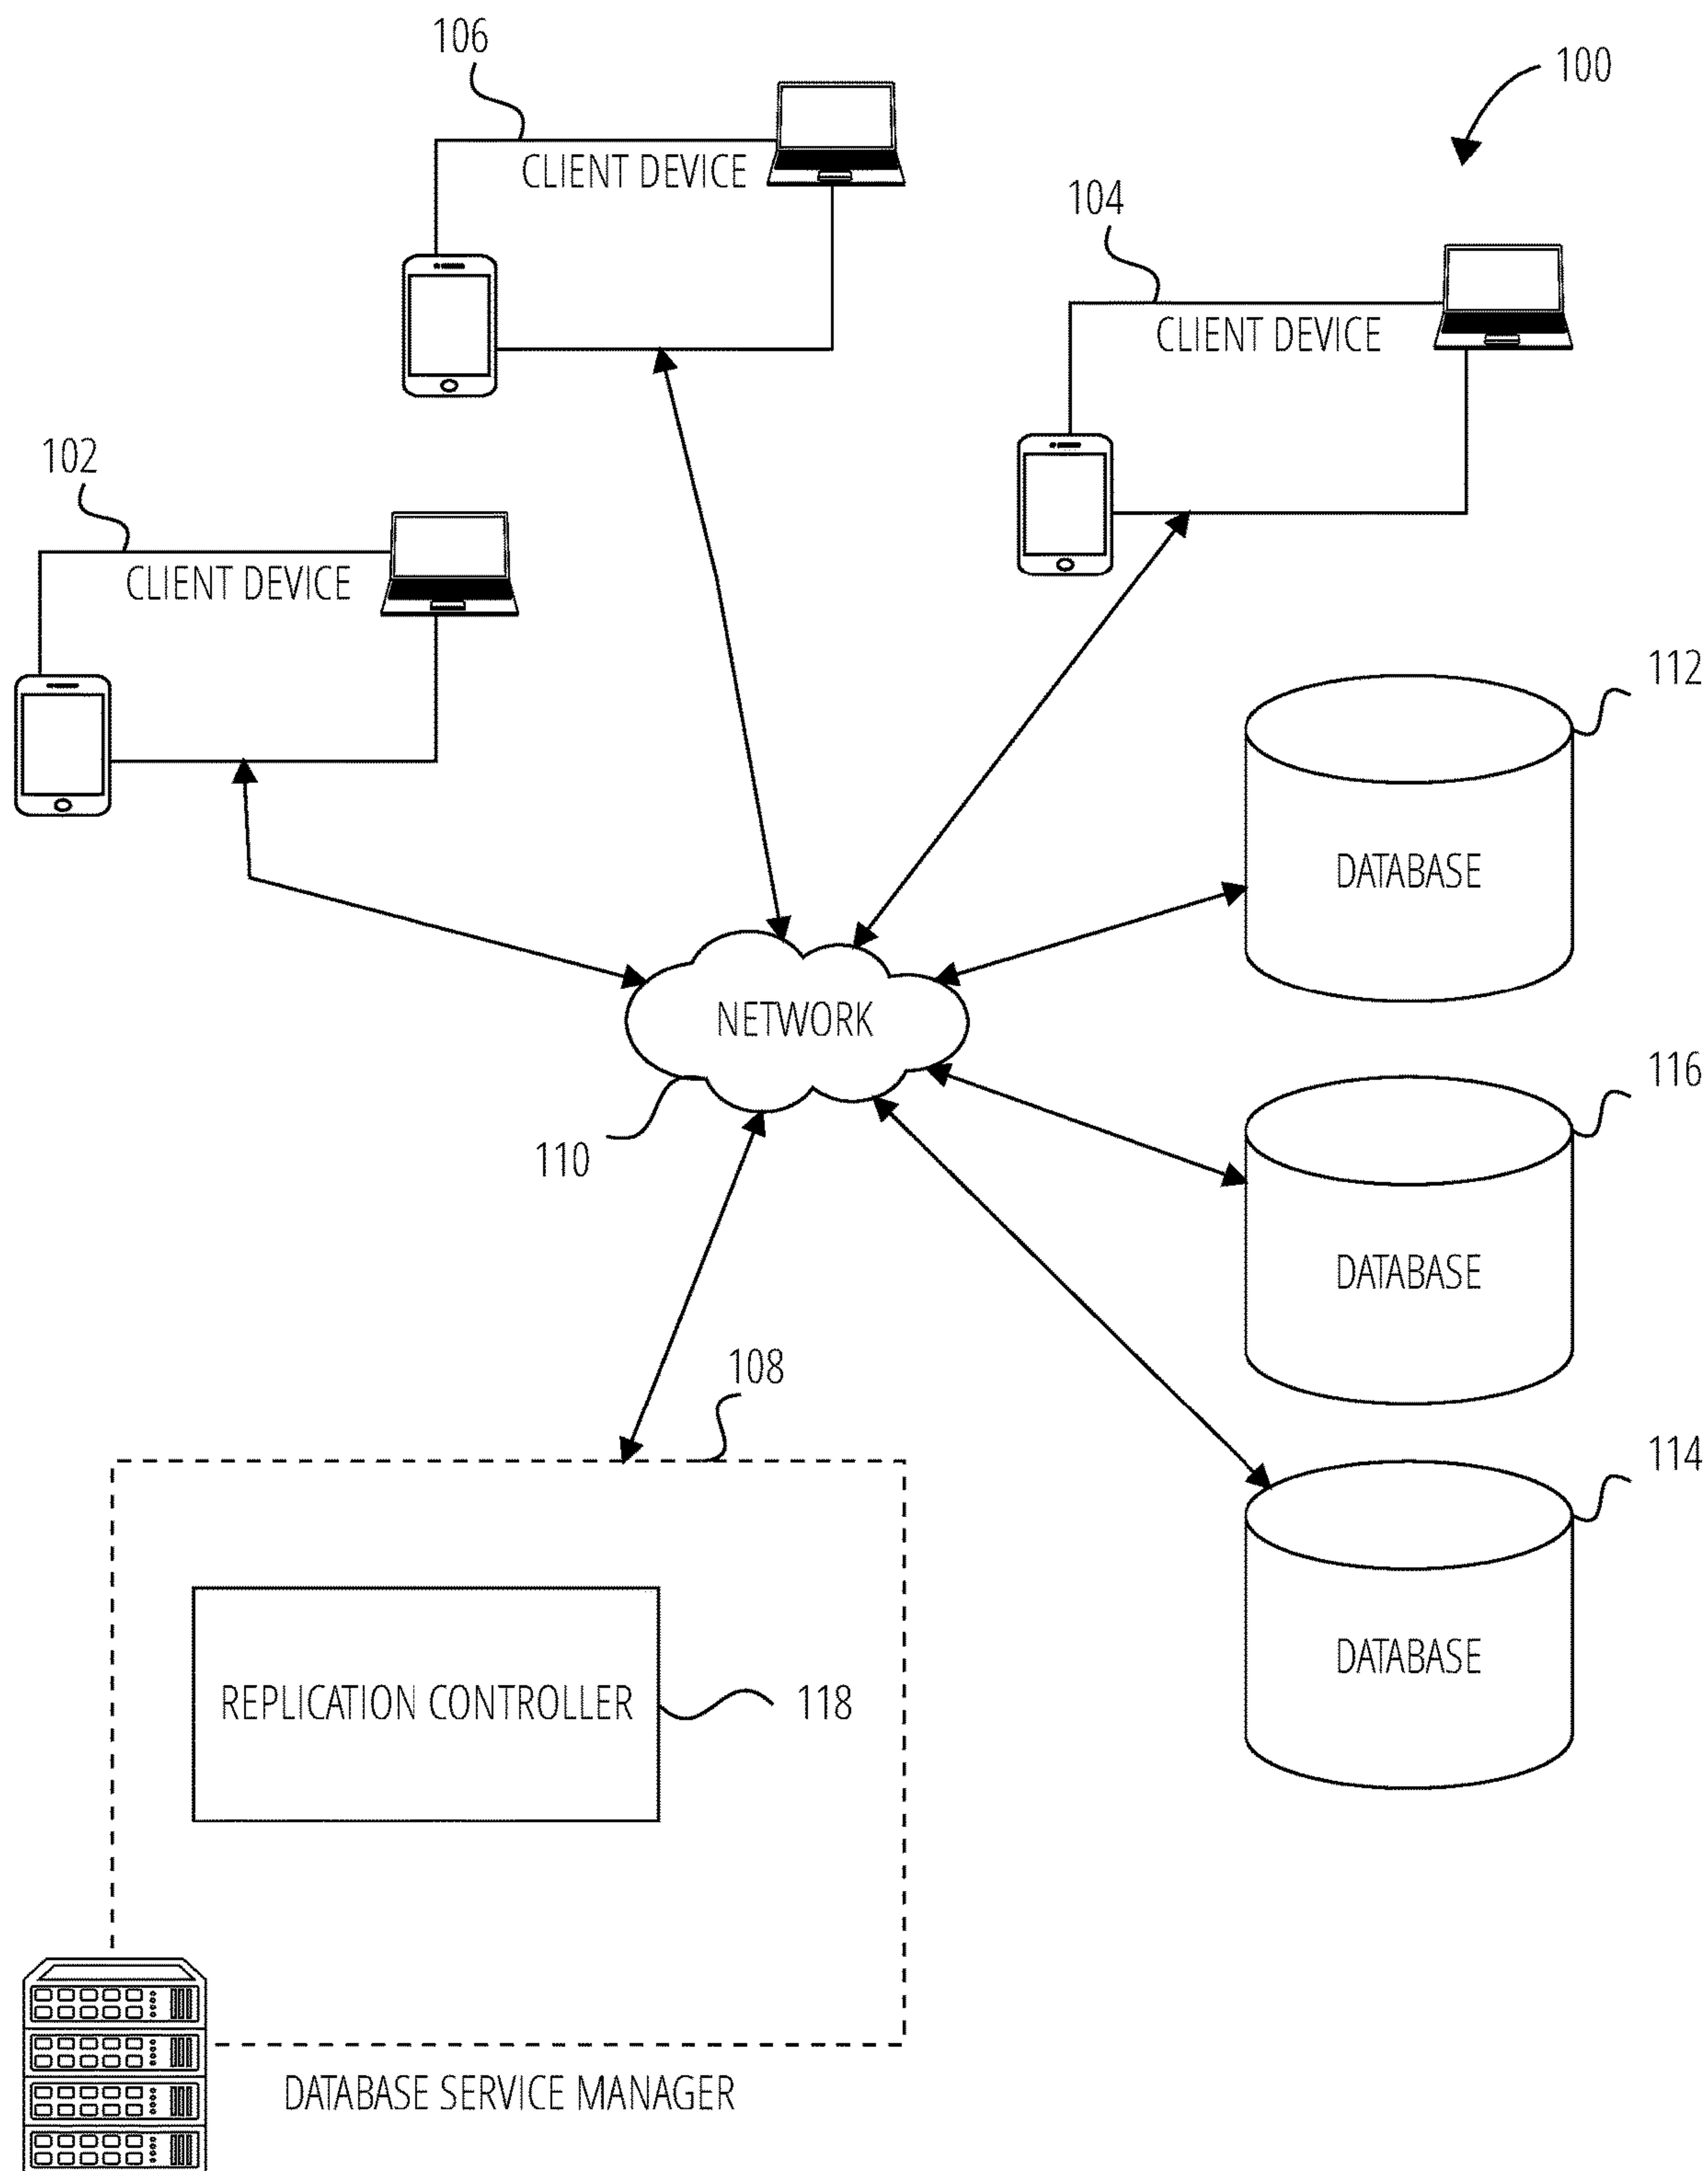 106
100
CLIENT DEVICE
104
CLIENT DEVICE
102
CLIENT DEVICE
112
DATABASE
NETWORK
116
110
DATABASE
108
114
DATABASE
REPLICATION CONTROLLER
118
DATABASE SERVICE MANAGER